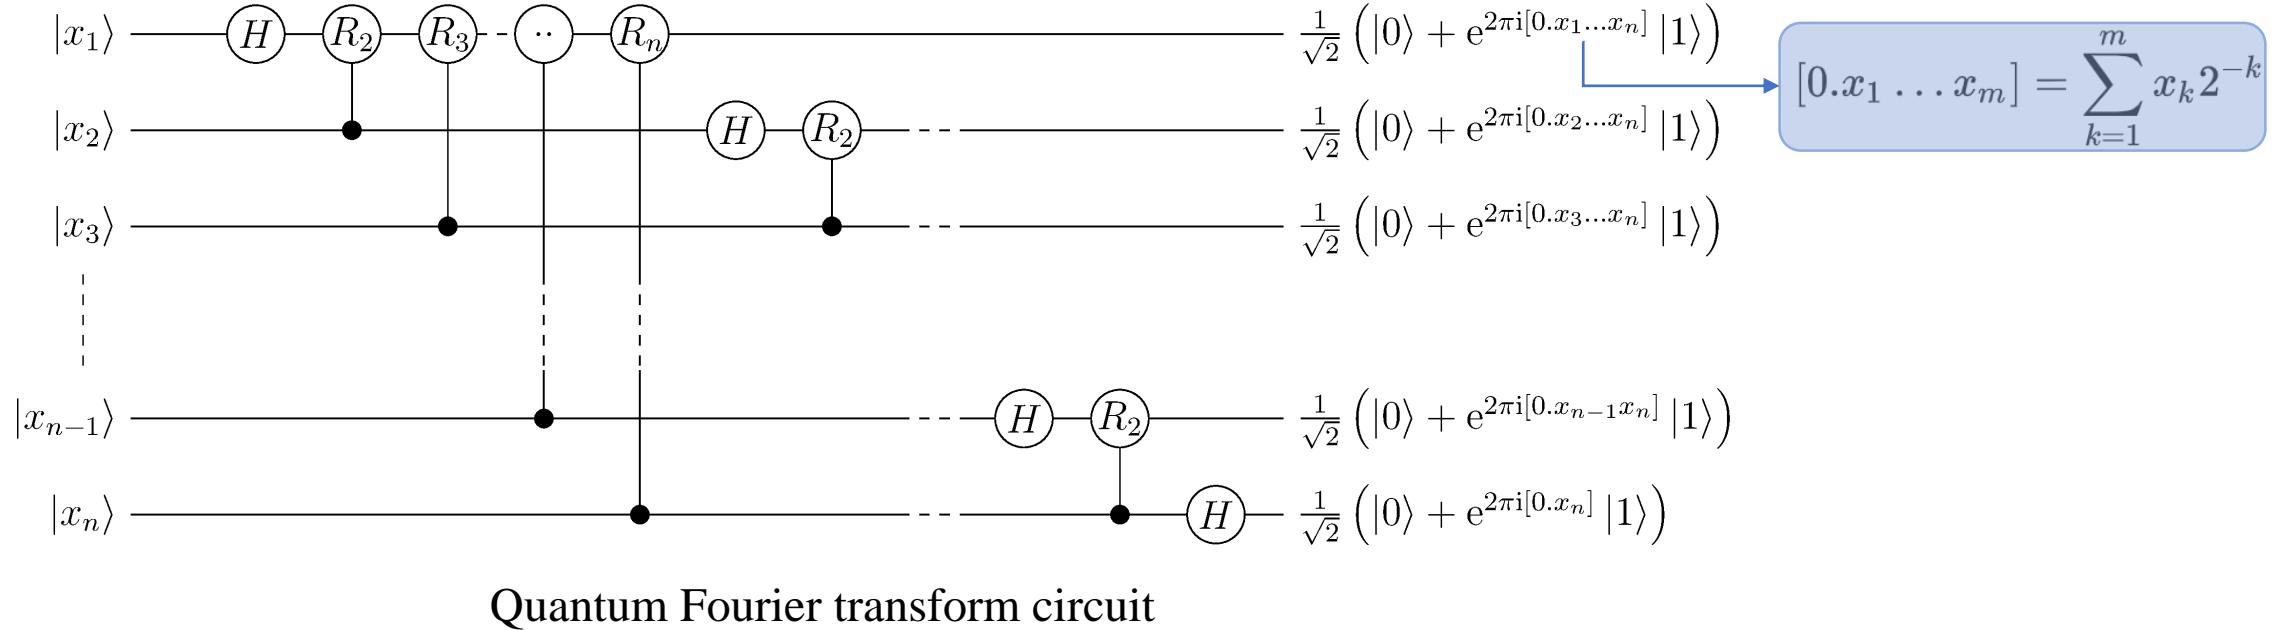 |x₁⟩ H R₂ R₃ ·· Rₙ 1/√2 (|0⟩ + e^{2πi[0.x₁...xₙ]} |1⟩)
[0.x₁ … xₘ] = ∑_{k=1}^{m} xₖ2^{−k}
|x₂⟩ H R₂ 1/√2 (|0⟩ + e^{2πi[0.x₂...xₙ]} |1⟩)
|x₃⟩ 1/√2 (|0⟩ + e^{2πi[0.x₃...xₙ]} |1⟩)
|xₙ₋₁⟩ H R₂ 1/√2 (|0⟩ + e^{2πi[0.xₙ₋₁xₙ]} |1⟩)
|xₙ⟩ H 1/√2 (|0⟩ + e^{2πi[0.xₙ]} |1⟩)
Quantum Fourier transform circuit